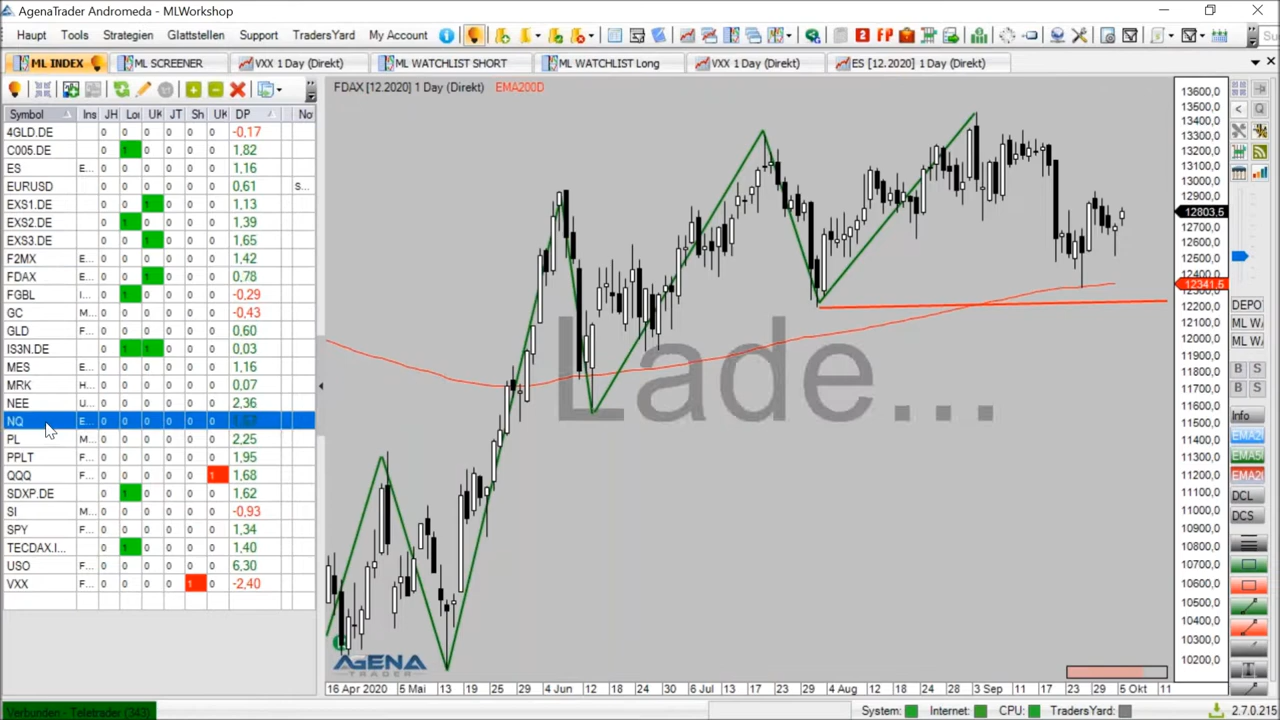 AgenaTrader Andromeda - MLWorkshop
Haupt Tools Strategien Glattstellen Support TradersYard My Account
ML INDEX ML SCREENER VXX 1 Day (Direkt) ML WATCHLIST SHORT ML WATCHLIST Long VXX 1 Day (Direkt) ES [12.2020] 1 Day (Direkt)
Symbol Ins JH Loi UK JT Sh UK DP No
4GLD.DE 0 0 0 0 0 0 -0,17
C005.DE 0 1 0 0 0 0 1,82
ES E... 0 0 0 0 0 0 1,16
EURUSD 0 0 0 0 0 0 0,61 s...
EXS1.DE 0 0 1 0 0 0 1,13
EXS2.DE 0 1 0 0 0 0 1,39
EXS3.DE 0 0 1 0 0 0 1,65
F2MX E... 0 0 0 0 0 0 1,42
FDAX E... 0 0 1 0 0 0 0,78
FGBL I... 0 1 0 0 0 0 -0,29
GC M... 0 0 0 0 0 0 -0,43
GLD F... 0 0 0 0 0 0 0,60
IS3N.DE 0 1 1 0 0 0 0,03
MES E... 0 0 0 0 0 0 1,16
MRK H... 0 0 0 0 0 0 0,07
NEE U... 0 0 0 0 0 0 2,36
NQ E... 0 0 0 0 0 0
PL M... 0 0 0 0 0 0 2,25
PPLT F... 0 0 0 0 0 0 1,95
QQQ F... 0 0 0 0 0 1 1,68
SDXP.DE 0 1 0 0 0 0 1,62
SI M... 0 0 0 0 0 0 -0,93
SPY F... 0 0 0 0 0 0 1,34
TECDAX.I... 0 1 0 0 0 0 1,40
USO F... 0 0 0 0 0 0 6,30
VXX F... 0 0 0 0 1 0 -2,40
FDAX [12.2020] 1 Day (Direkt) EMA200D
Lade...
AGENA
TRADER
13600,0
13500,0
13400,0
13300,0
13200,0
13100,0
13000,0
12900,0
12803,5
12700,0
12600,0
12500,0
12400,0
12341,5
12200,0
12100,0
12000,0
11900,0
11800,0
11700,0
11600,0
11500,0
11400,0
11300,0
11200,0
11100,0
11000,0
10900,0
10800,0
10700,0
10600,0
10500,0
10400,0
10300,0
10200,0
16 Apr 2020 5 Mai 13 19 25 29 Jun 12 18 24 30 6 Jul 14 20 23 29 4 Aug 12 18 24 28 3 Sep 11 17 23 29 5 Okt 11
DEPO
ML W
ML W
B S
B S
Info
EMA2
EMA5
EMA2
DCL
DCS
Verbunden - Teletrader (343)
System: Internet: CPU: TradersYard: 2.7.0.215